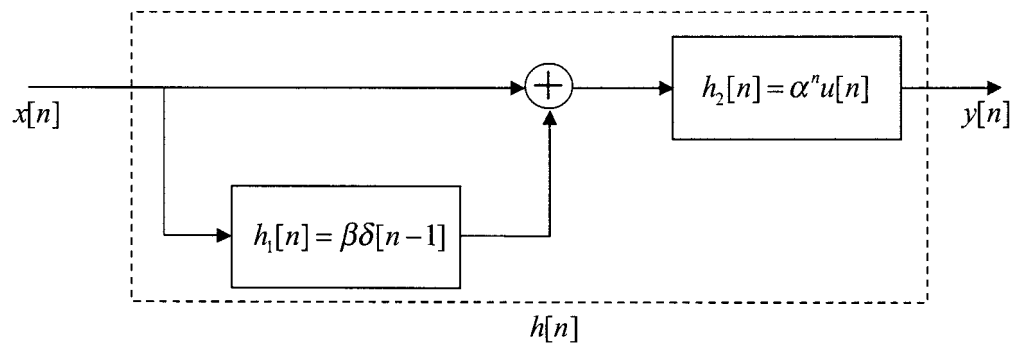 x[n]
+
h₂[n] = αⁿu[n]
y[n]
h₁[n] = βδ[n−1]
h[n]